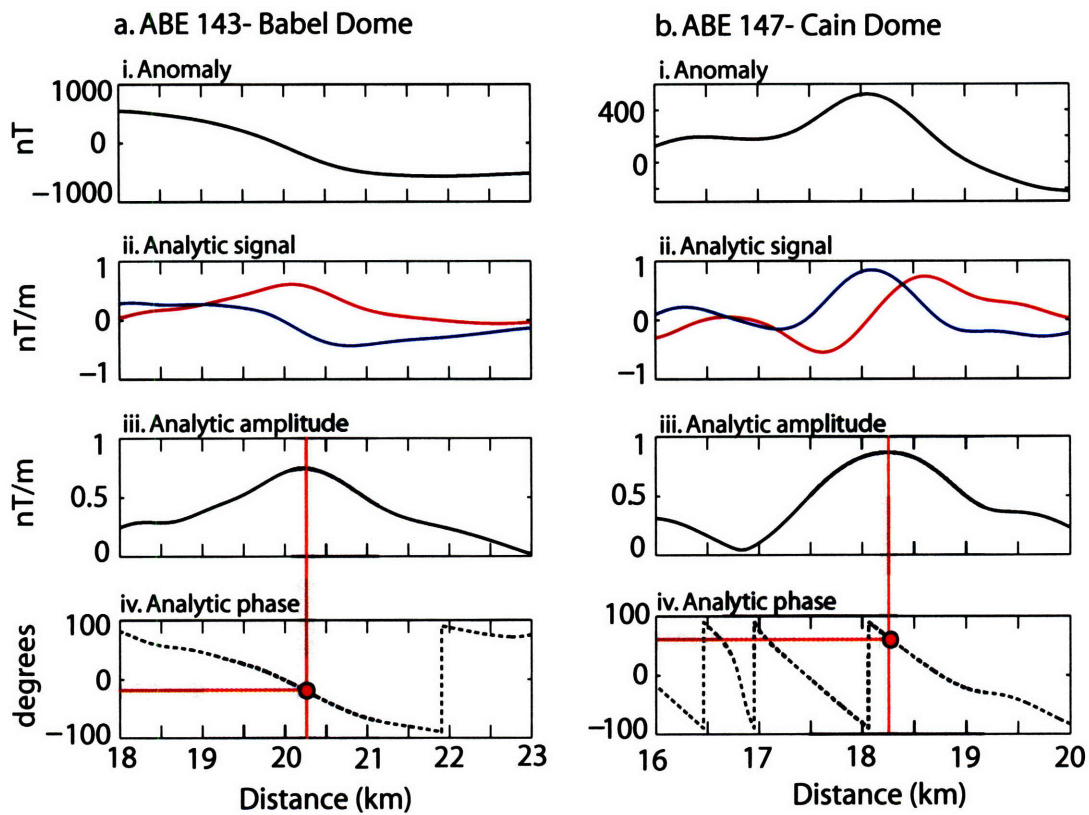 a. ABE 143- Babel Dome
i. Anomaly
1000
0
−1000
nT
ii. Analytic signal
1
0
−1
nT/m
iii. Analytic amplitude
1
0.5
0
nT/m
iv. Analytic phase
100
0
−100
degrees
18 19 20 21 22 23
Distance (km)
b. ABE 147- Cain Dome
i. Anomaly
400
0
ii. Analytic signal
1
0
−1
iii. Analytic amplitude
1
0.5
0
iv. Analytic phase
100
0
−100
16 17 18 19 20
Distance (km)